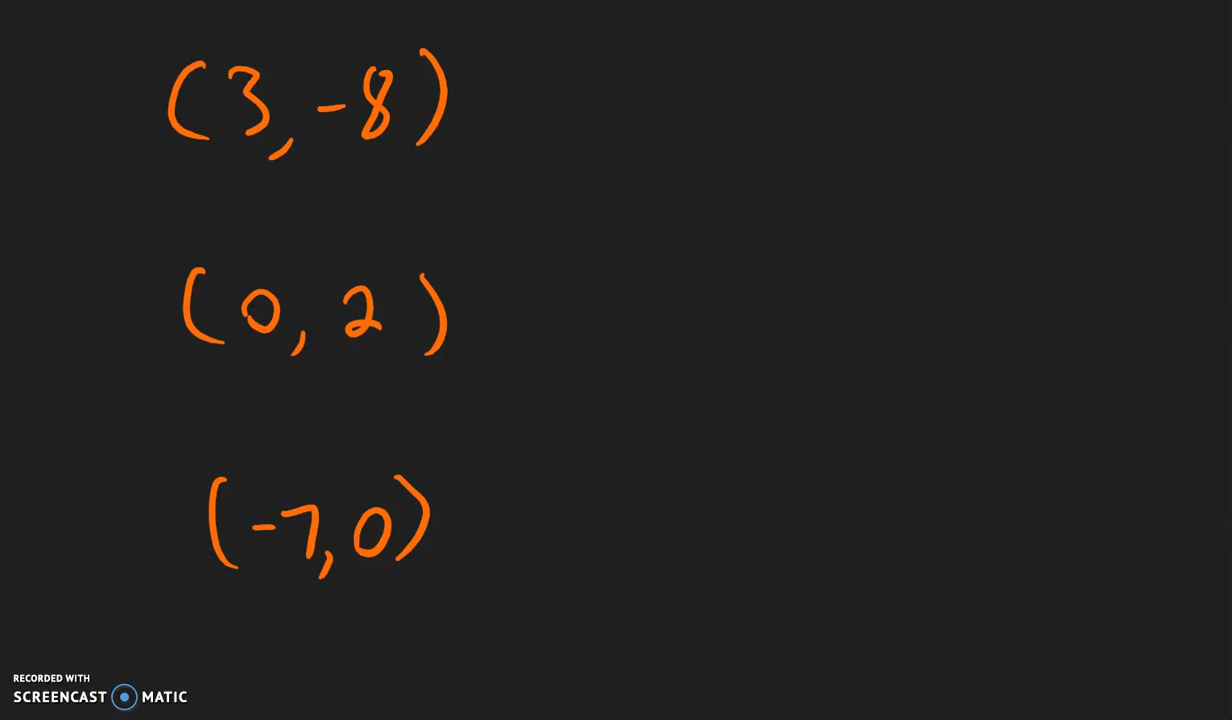 (3, -8)
(0, 2)
(-7, 0)
RECORDED WITH
SCREENCAST MATIC